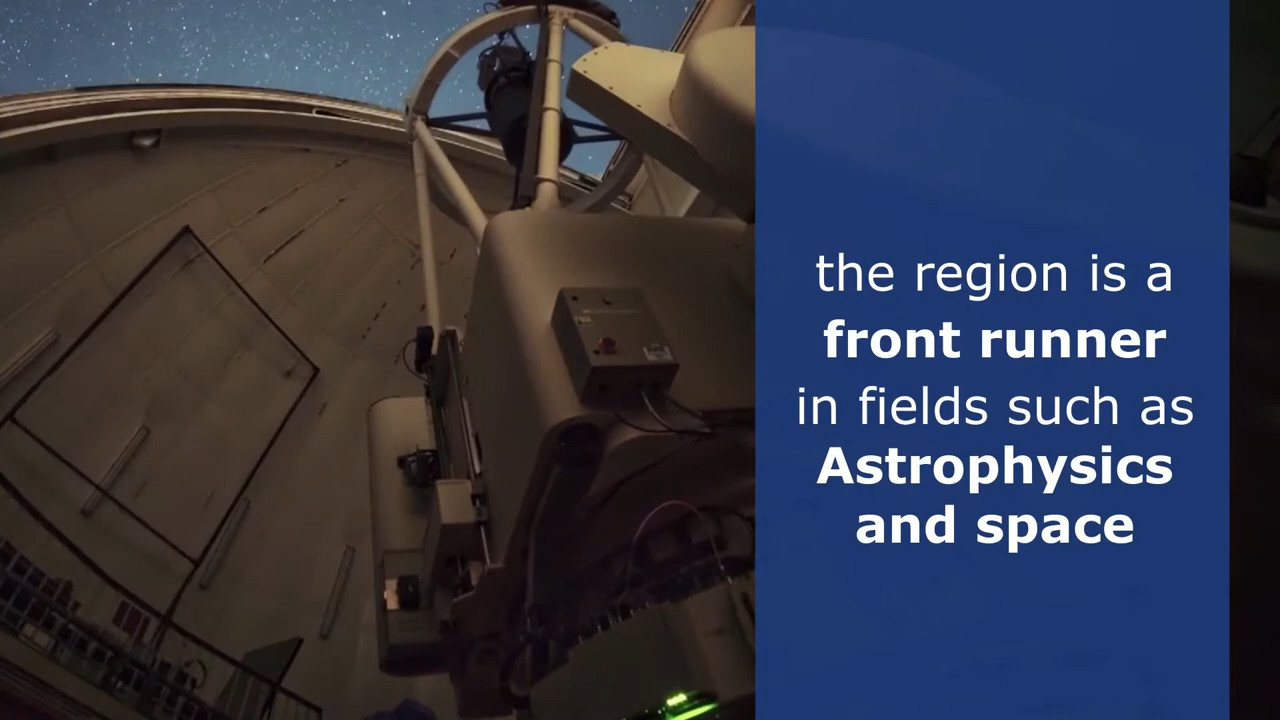 the region is a
front runner
in fields such as
Astrophysics
and space